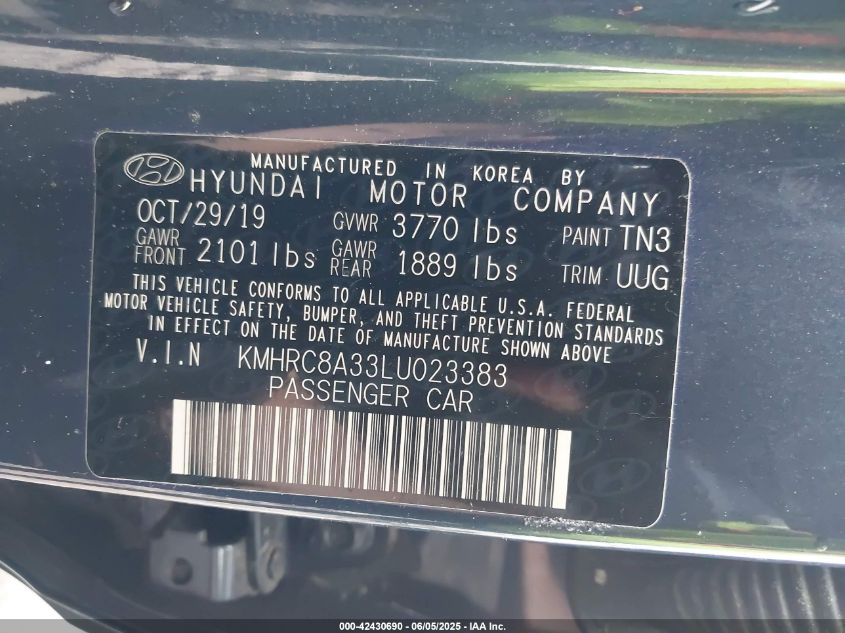 MANUFACTURED IN KOREA BY
HYUNDAI MOTOR COMPANY
OCT/29/19 GVWR 3770 lbs PAINT TN3
GAWR FRONT 2101 lbs GAWR REAR 1889 lbs TRIM UUG
THIS VEHICLE CONFORMS TO ALL APPLICABLE U.S.A. FEDERAL
MOTOR VEHICLE SAFETY, BUMPER, AND THEFT PREVENTION STANDARDS
IN EFFECT ON THE DATE OF MANUFACTURE SHOWN ABOVE
V.I.N KMHRC8A33LU023383
PASSENGER CAR
000-42430690 - 06/05/2025 - IAA Inc.